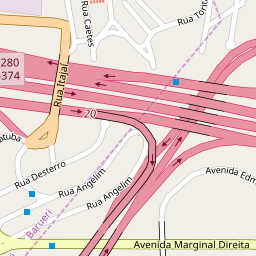 Rua Caetes
Rua Tont
280
-374
Rua Itajaí
20
atuba
Rua Desterro
Rua Angelim
Rua Angelim
Barueri
Avenida Edm
Avenida Marginal Direita